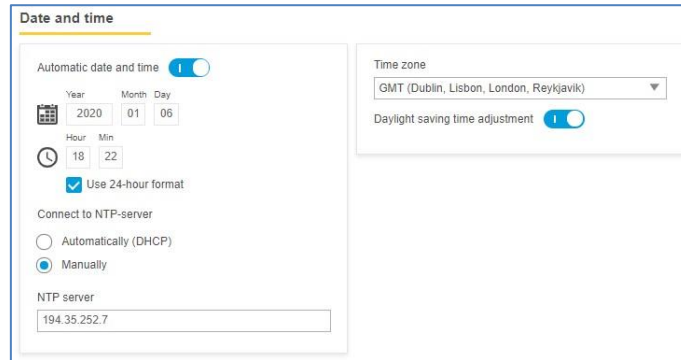 Date and time
Automatic date and time
Year Month Day
2020 01 06
Hour Min
18 22
Use 24-hour format
Connect to NTP-server
Automatically (DHCP)
Manually
NTP server
194.35.252.7
Time zone
GMT (Dublin, Lisbon, London, Reykjavik)
Daylight saving time adjustment